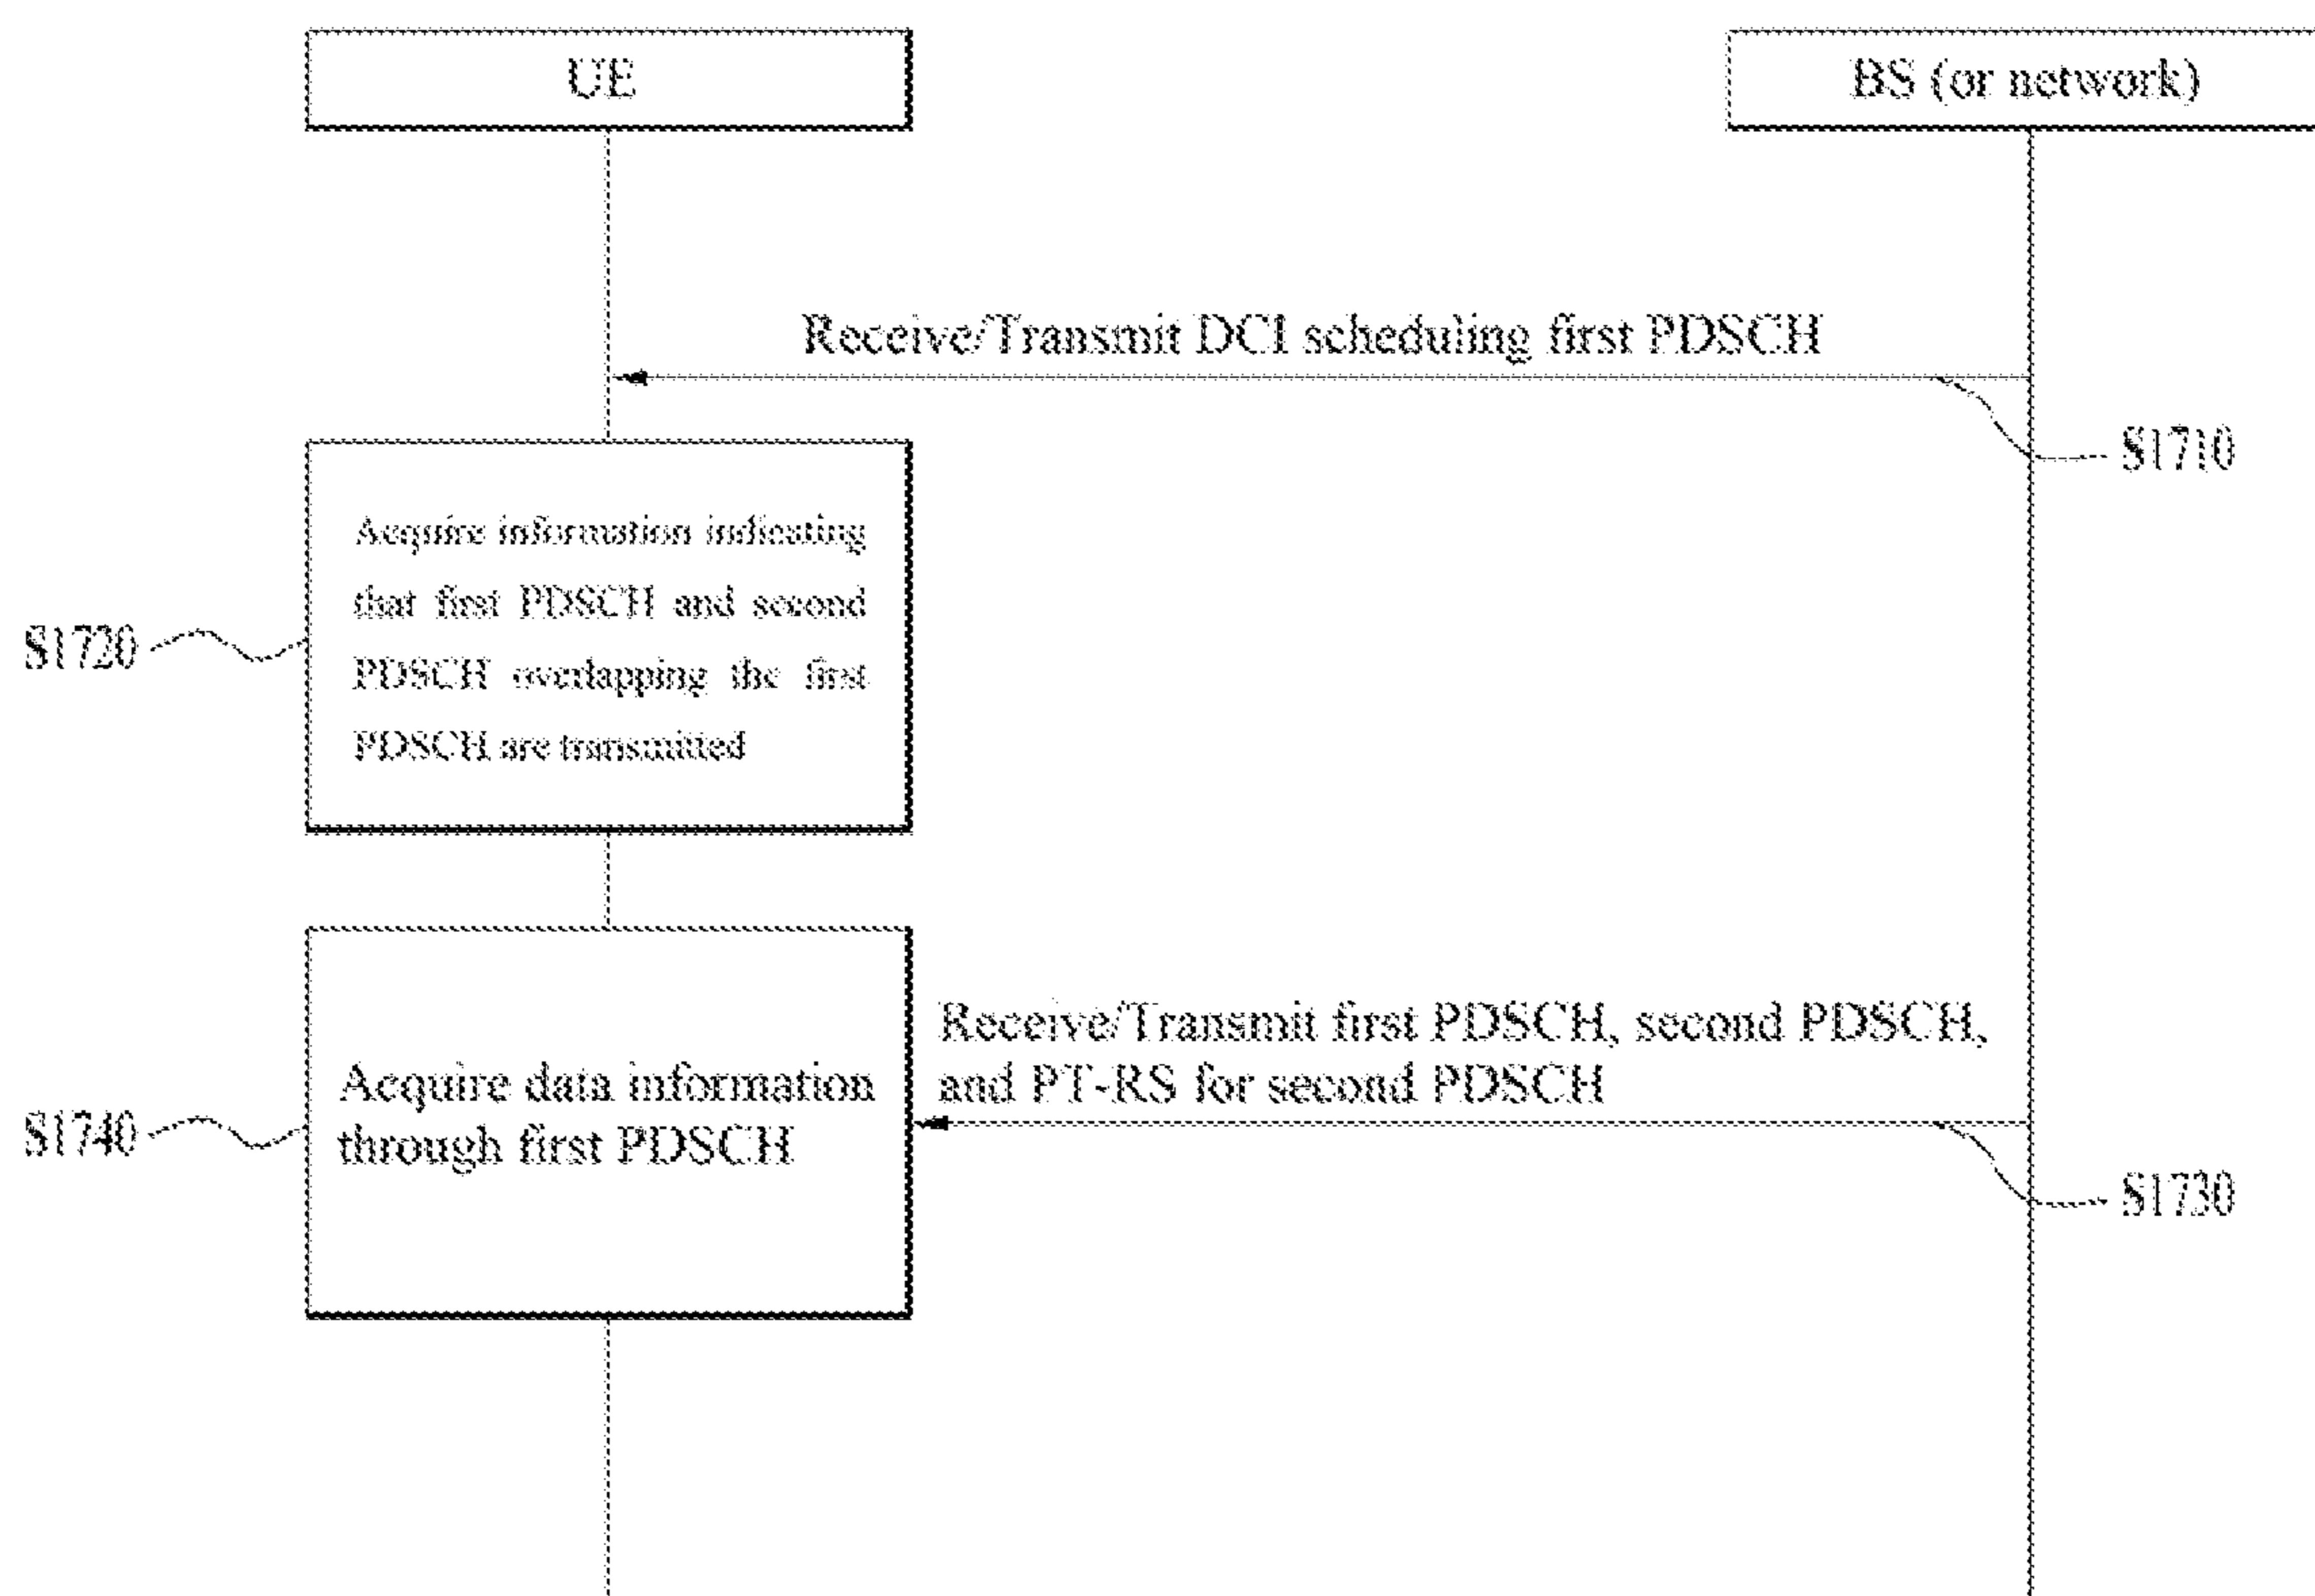 UE
BS (or network)
Receive/Transmit DCI scheduling first PDSCH
S1710
Acquire information indicating
that first PDSCH and second
PDSCH overlapping the first
PDSCH are transmitted
S1720
Receive/Transmit first PDSCH, second PDSCH,
and PT-RS for second PDSCH
Acquire data information
through first PDSCH
S1740
S1730